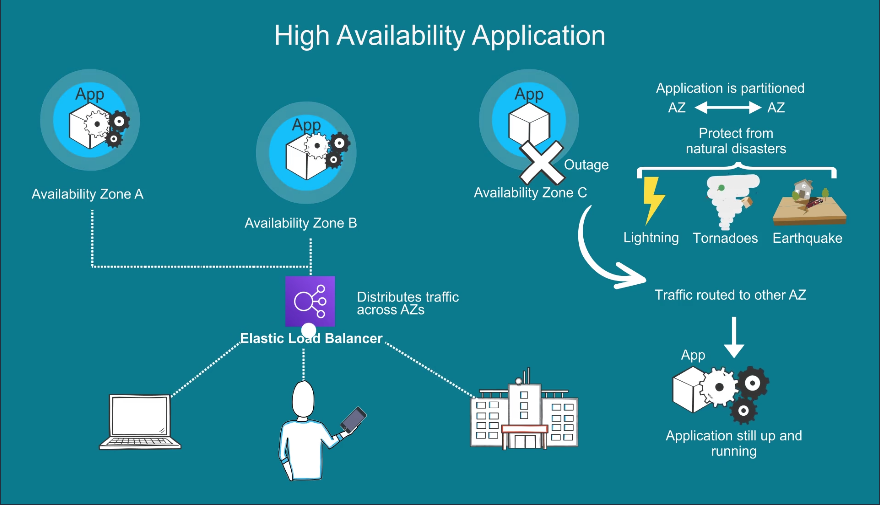 High Availability Application
App
Availability Zone A
App
Availability Zone B
App
Outage
Availability Zone C
Application is partitioned
AZ AZ
Protect from
natural disasters
Lightning Tornadoes Earthquake
Distributes traffic
across AZs
Elastic Load Balancer
Traffic routed to other AZ
App
Application still up and
running